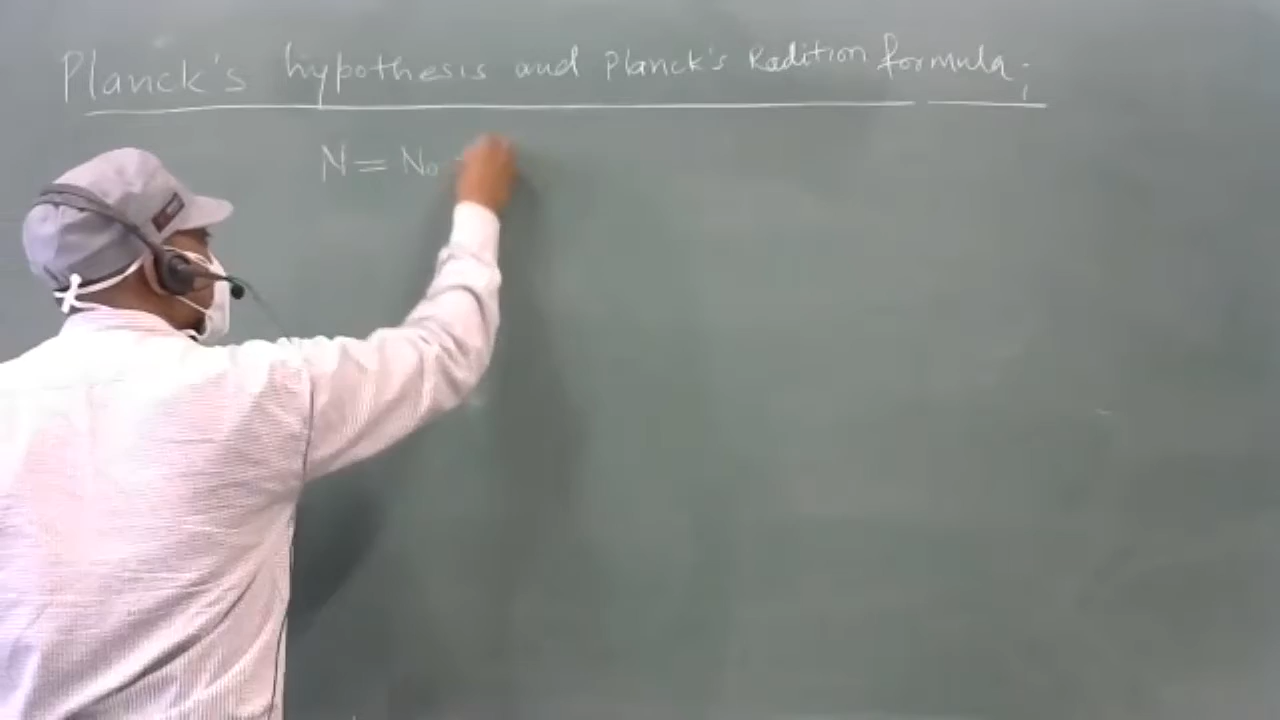 Planck's hypothesis and Planck's Radition formula;
N = N₀